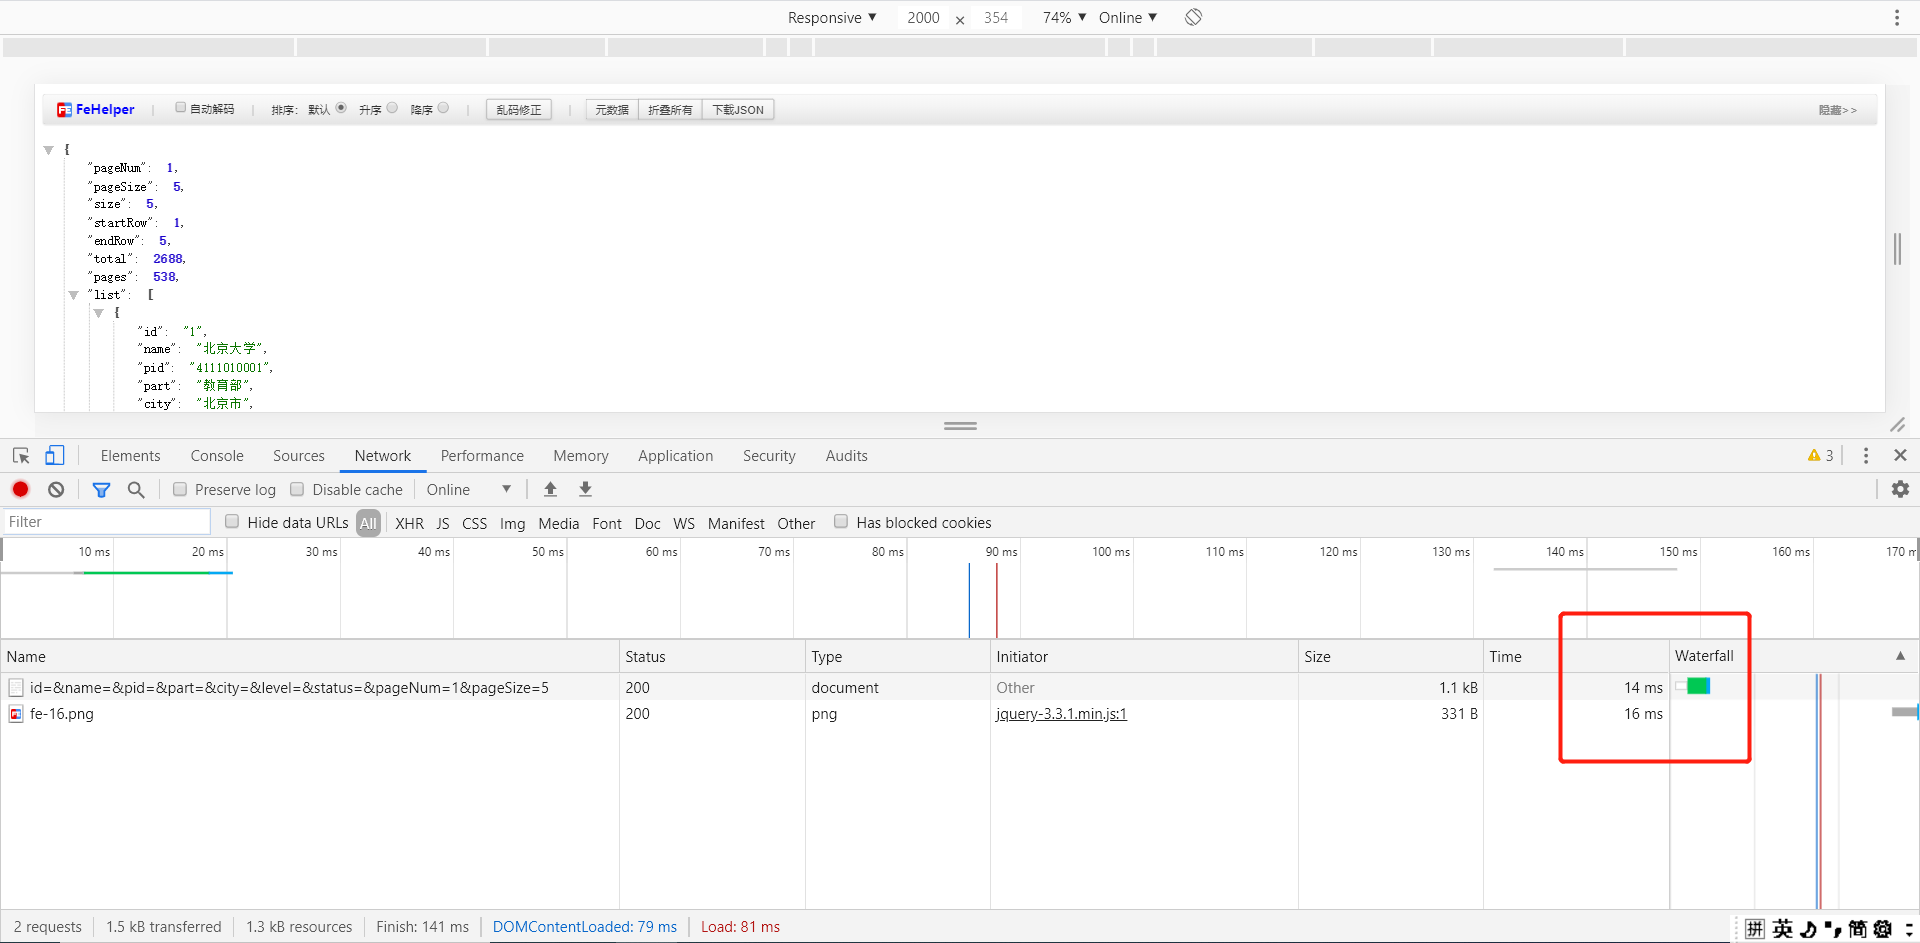 Responsive ▼ 2000 × 354 74% ▼ Online ▼
FeHelper | 自动解码 | 排序: 默认 升序 降序 | 乱码修正 | 元数据 折叠所有 下载JSON 隐藏>>
{
"pageNum": 1,
"pageSize": 5,
"size": 5,
"startRow": 1,
"endRow": 5,
"total": 2688,
"pages": 538,
"list": [
{
"id": "1",
"name": "北京大学",
"pid": "4111010001",
"part": "教育部",
"city": "北京市",
Elements Console Sources Network Performance Memory Application Security Audits 3
Preserve log Disable cache Online ▼
Filter Hide data URLs All XHR JS CSS Img Media Font Doc WS Manifest Other Has blocked cookies
10 ms 20 ms 30 ms 40 ms 50 ms 60 ms 70 ms 80 ms 90 ms 100 ms 110 ms 120 ms 130 ms 140 ms 150 ms 160 ms 170 m
Name Status Type Initiator Size Time Waterfall
id=&name=&pid=&part=&city=&level=&status=&pageNum=1&pageSize=5 200 document Other 1.1 kB 14 ms
fe-16.png 200 png jquery-3.3.1.min.js:1 331 B 16 ms
2 requests 1.5 kB transferred 1.3 kB resources Finish: 141 ms DOMContentLoaded: 79 ms Load: 81 ms
拼 英 简